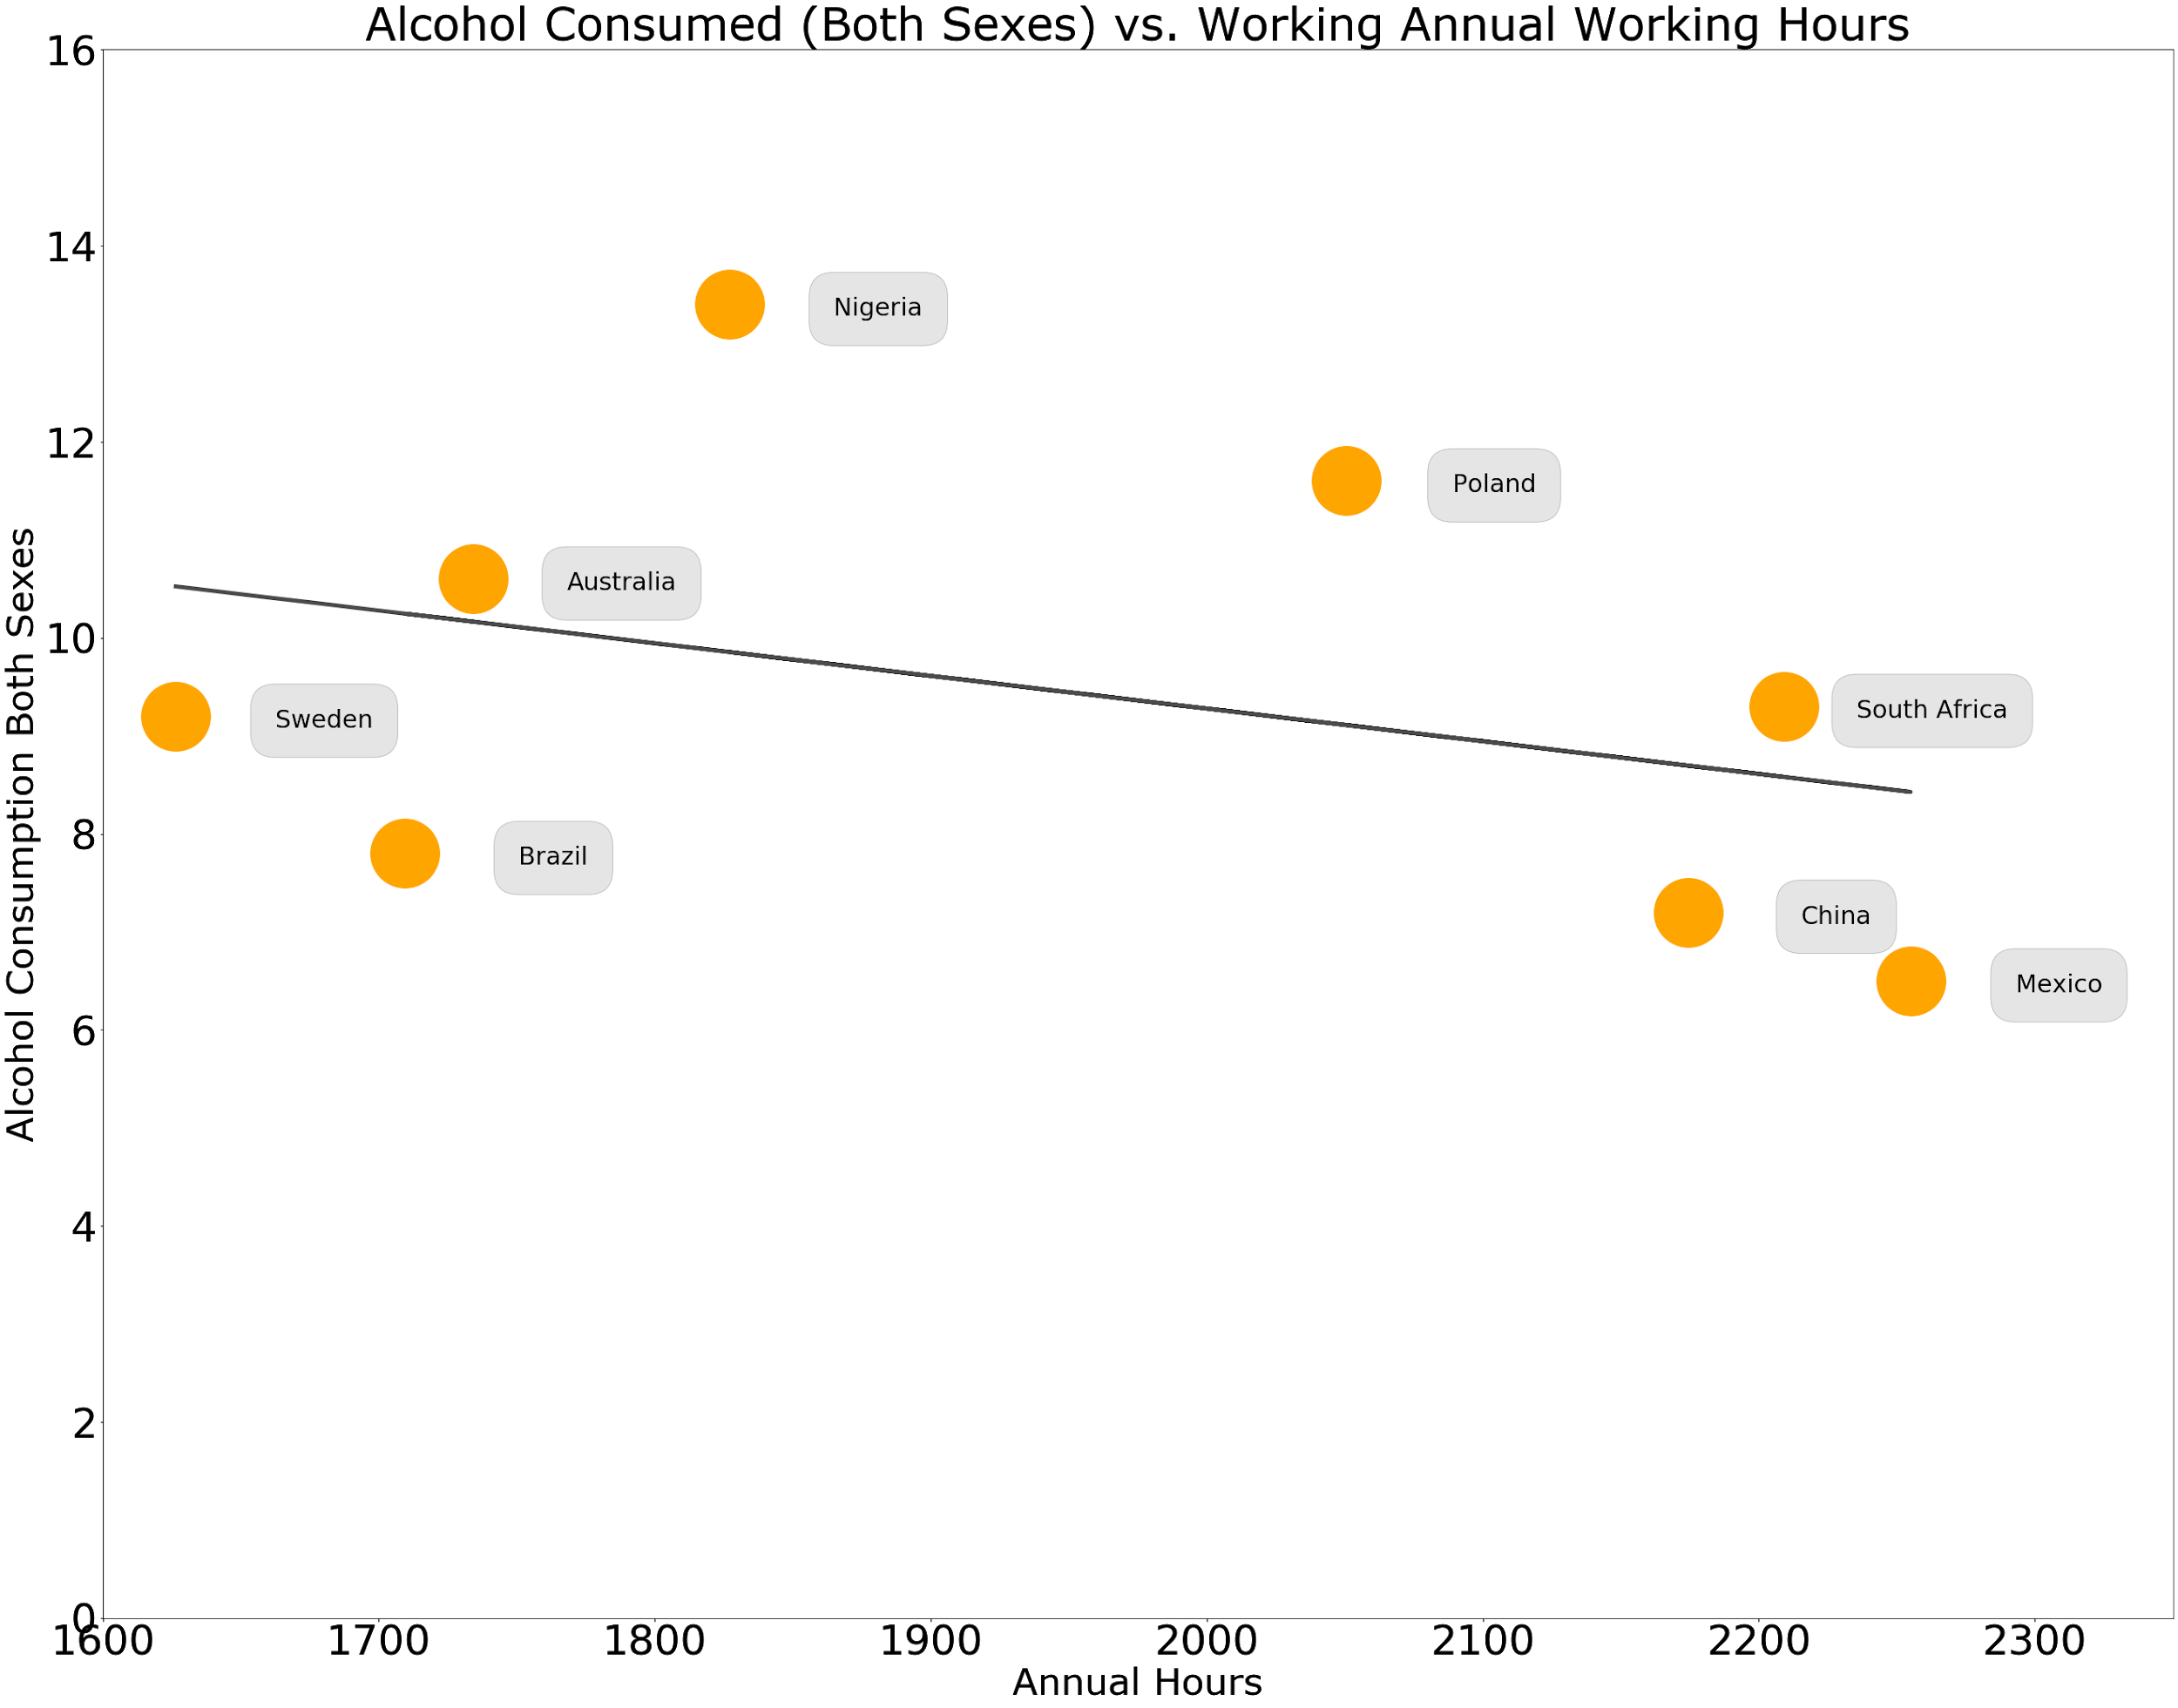 Alcohol Consumed (Both Sexes) vs. Working Annual Working Hours
16
14
12
10
8
6
4
2
0
Alcohol Consumption Both Sexes
Nigeria
Poland
Australia
South Africa
Sweden
Brazil
China
Mexico
1600 1700 1800 1900 2000 2100 2200 2300
Annual Hours